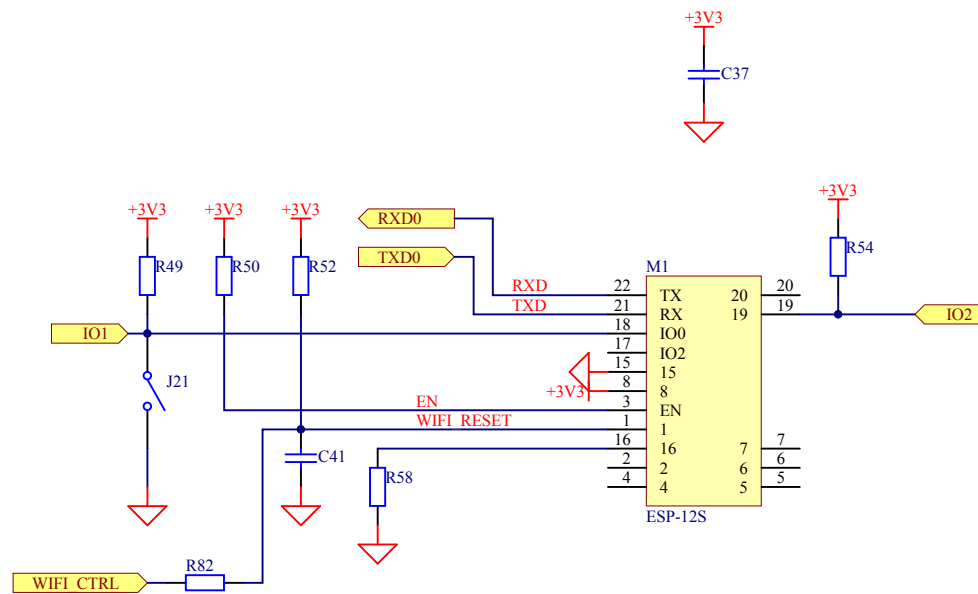 +3V3
C37
+3V3
+3V3
+3V3
+3V3
RXD0
TXD0
R49
R50
R52
R54
M1
RXD
TXD
22
TX
20
20
21
RX
19
19
18
IO0
17
IO2
15
15
8
8
3
EN
1
1
16
16
7
7
2
2
6
6
4
4
5
5
IO1
IO2
J21
+3V3
EN
WIFI_RESET
C41
R58
ESP-12S
R82
WIFI_CTRL